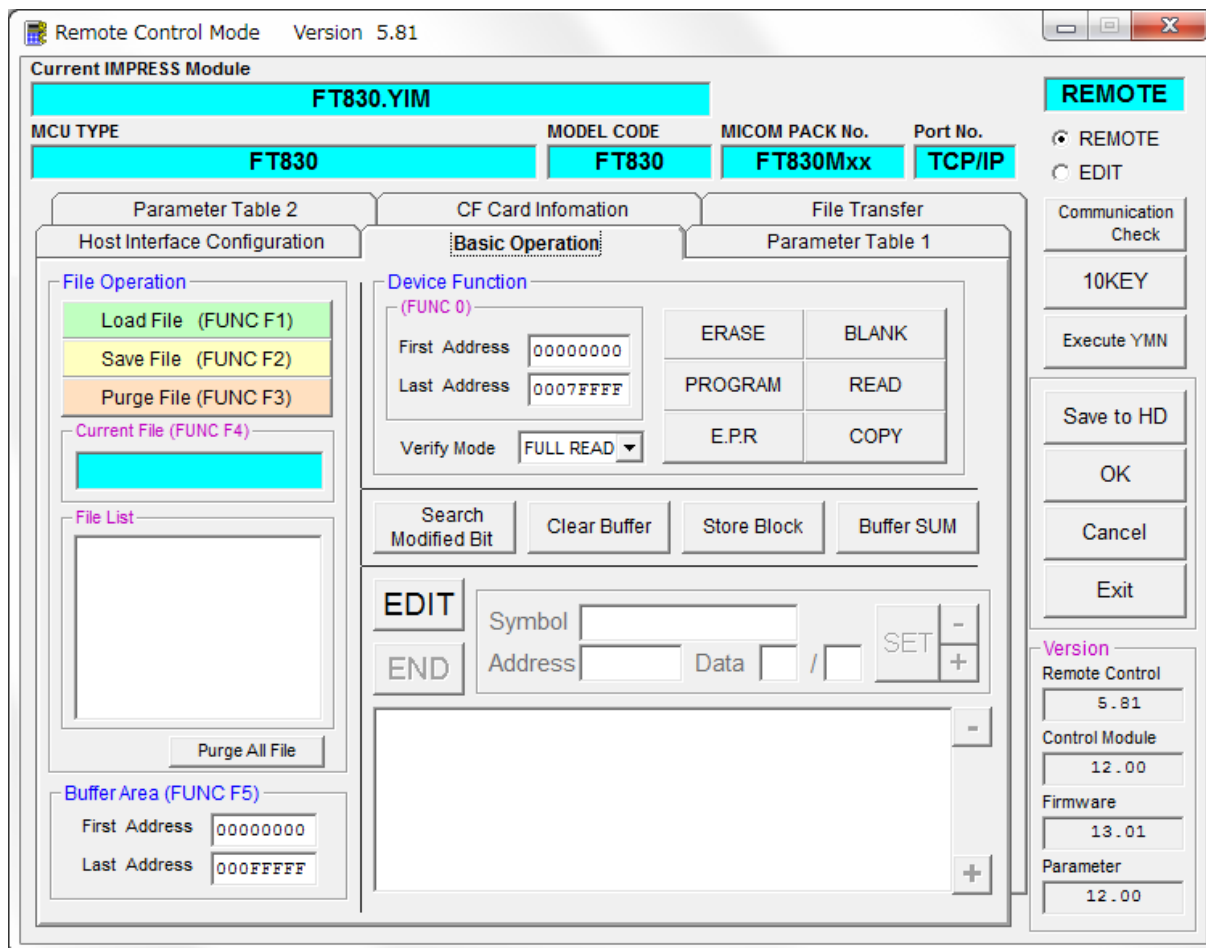 Remote Control Mode Version 5.81
Current IMPRESS Module
FT830.YIM
REMOTE
MCU TYPE MODEL CODE MICOM PACK No. Port No.
FT830 FT830 FT830Mxx TCP/IP
REMOTE
EDIT
Parameter Table 2 CF Card Infomation File Transfer
Host Interface Configuration Basic Operation Parameter Table 1
Communication
Check
10KEY
Execute YMN
File Operation
Load File (FUNC F1)
Save File (FUNC F2)
Purge File (FUNC F3)
Current File (FUNC F4)
File List
Purge All File
Buffer Area (FUNC F5)
First Address 00000000
Last Address 000FFFFF
Device Function
(FUNC 0)
First Address 00000000
Last Address 0007FFFF
Verify Mode FULL READ
ERASE BLANK
PROGRAM READ
E.P.R COPY
Search
Modified Bit
Clear Buffer
Store Block
Buffer SUM
EDIT
END
Symbol
Address Data /
SET
-
+
-
+
Save to HD
OK
Cancel
Exit
Version
Remote Control
5.81
Control Module
12.00
Firmware
13.01
Parameter
12.00